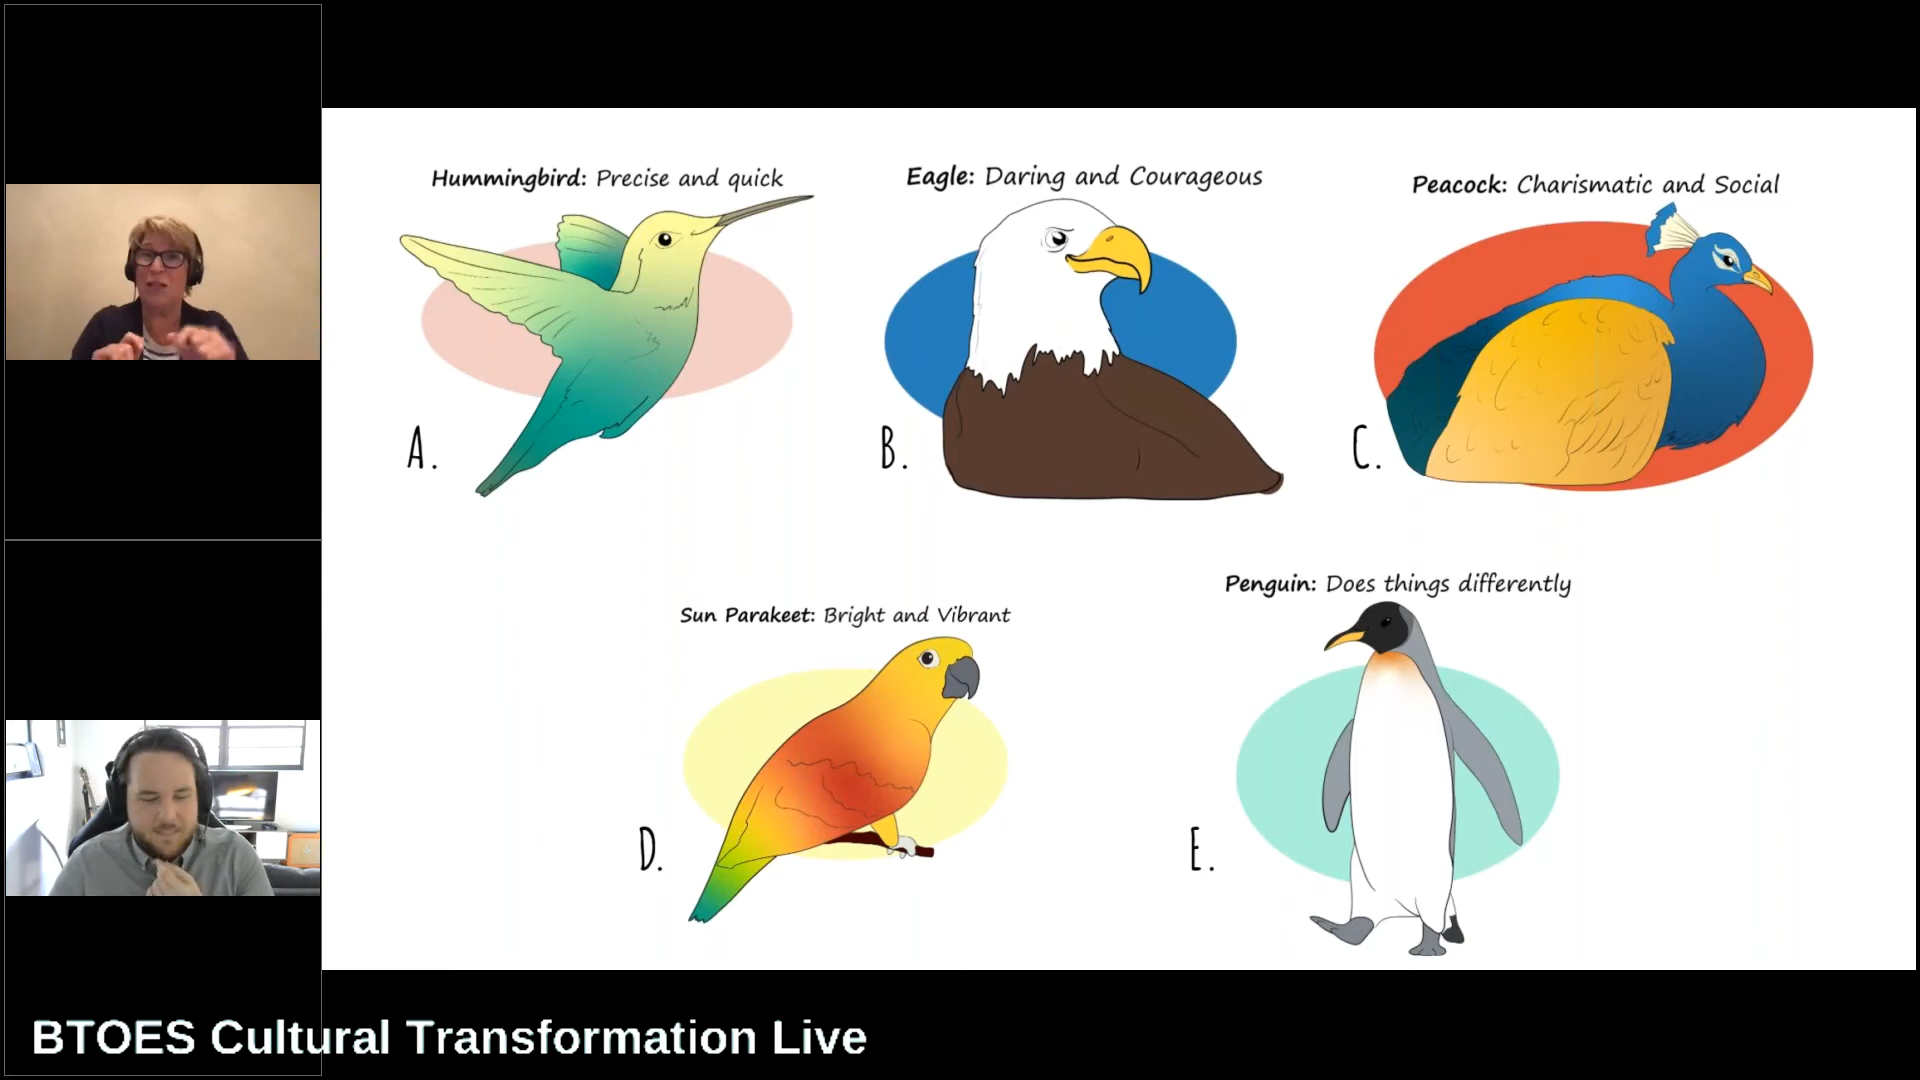 Hummingbird: Precise and quick
Eagle: Daring and Courageous
Peacock: Charismatic and Social
A.
B.
C.
Sun Parakeet: Bright and Vibrant
Penguin: Does things differently
D.
E.
BTOES Cultural Transformation Live